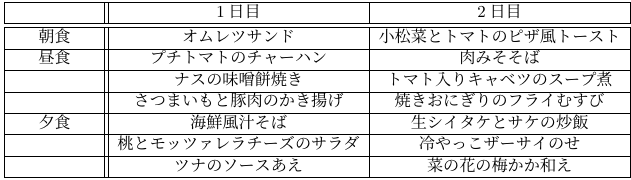 1 日目 2 日目
朝食 オムレツサンド 小松菜とトマトのピザ風トースト
昼食 プチトマトのチャーハン 肉みそそば
ナスの味噌餅焼き トマト入りキャベツのスープ煮
さつまいもと豚肉のかき揚げ 焼きおにぎりのフライむすび
夕食 海鮮風汁そば 生シイタケとサケの炒飯
桃とモッツァレラチーズのサラダ 冷やっこザーサイのせ
ツナのソースあえ 菜の花の梅かか和え